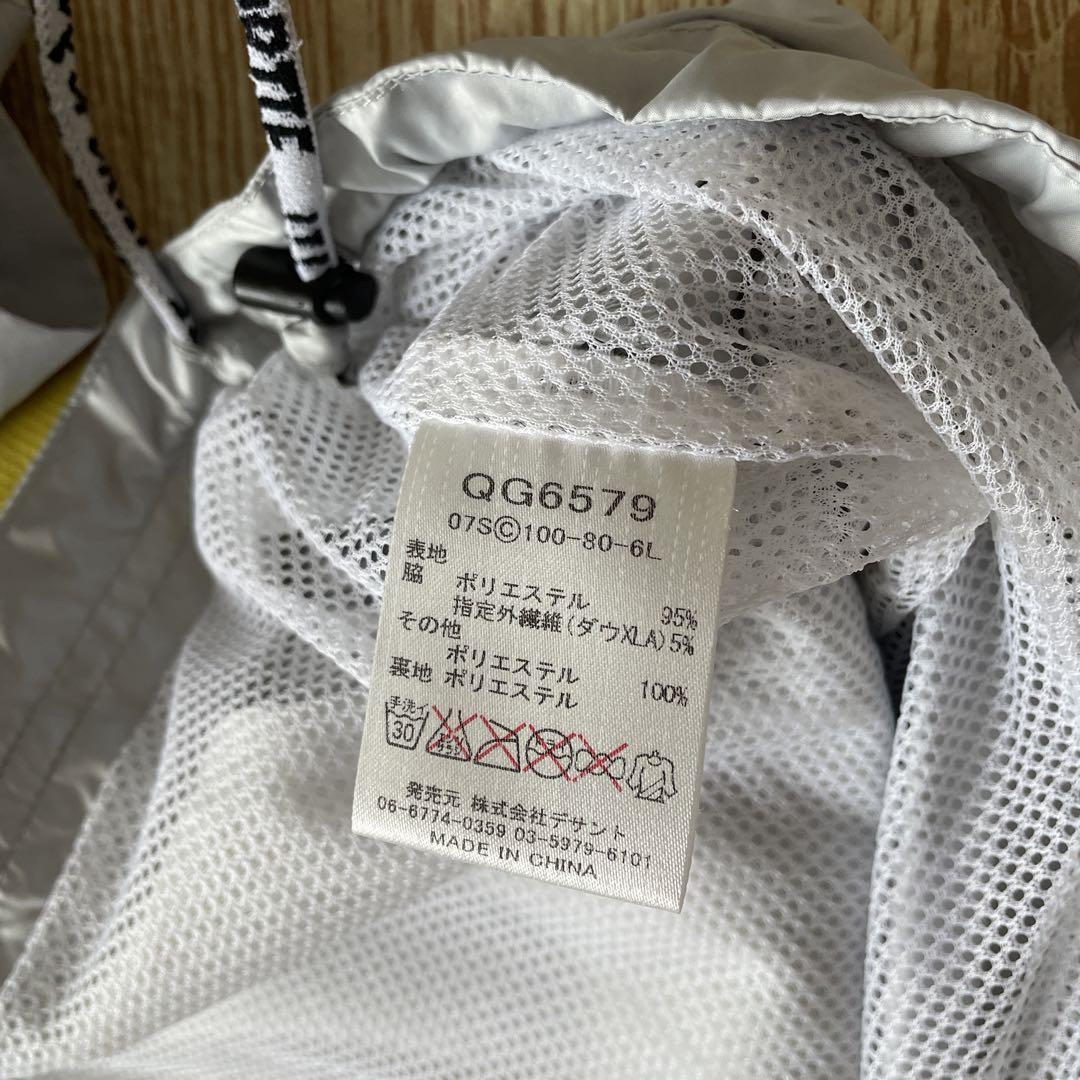 QG6579
07S©100-80-6L
表地
脇 ポリエステル 95%
指定外繊維(ダウXLA)5%
その他
ポリエステル 100%
裏地 ポリエステル
手洗イ
30
発売元 株式会社デサント
06-6774-0359 03-5979-6101
MADE IN CHINA